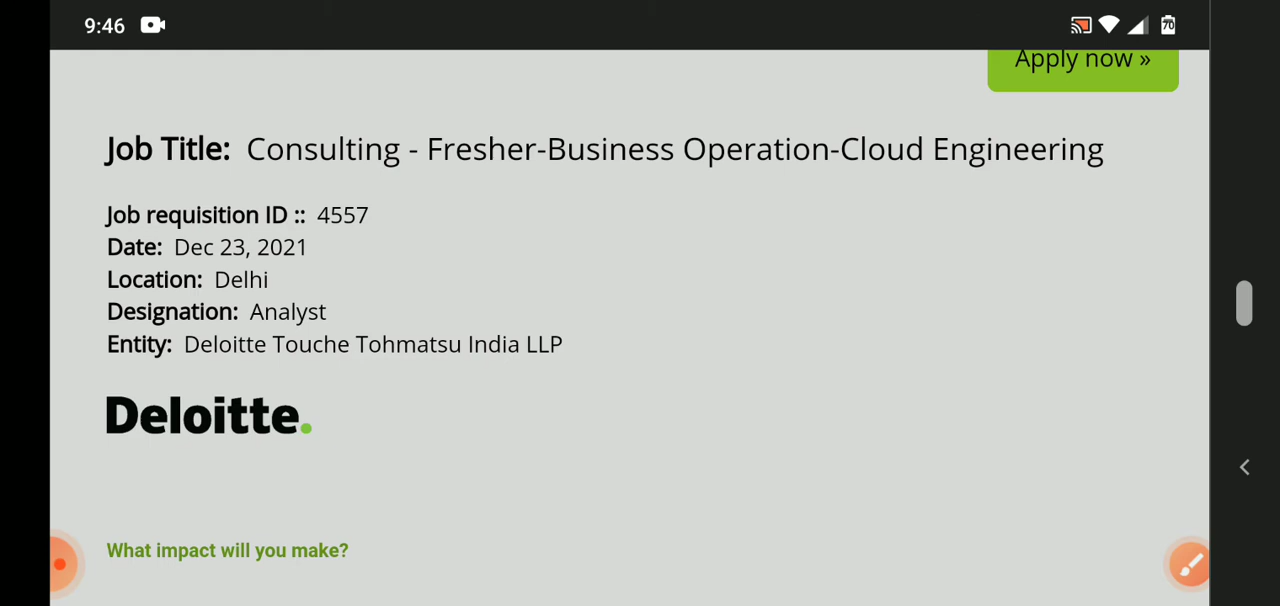 9:46
70
Apply now »
Job Title: Consulting - Fresher-Business Operation-Cloud Engineering
Job requisition ID :: 4557
Date: Dec 23, 2021
Location: Delhi
Designation: Analyst
Entity: Deloitte Touche Tohmatsu India LLP
Deloitte.
What impact will you make?